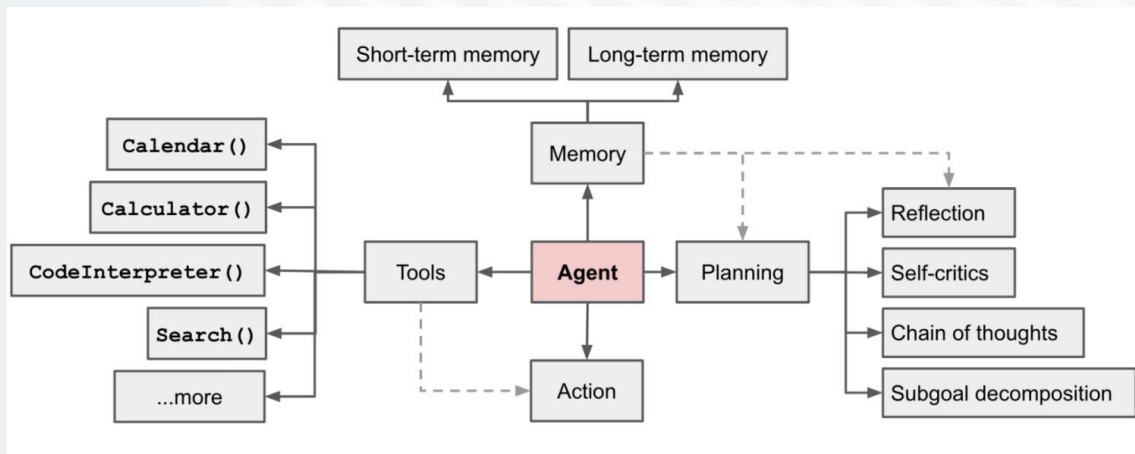 Short-term memory
Long-term memory
Calendar()
Memory
Calculator()
Reflection
CodeInterpreter()
Tools
Agent
Planning
Self-critics
Search()
Chain of thoughts
...more
Action
Subgoal decomposition